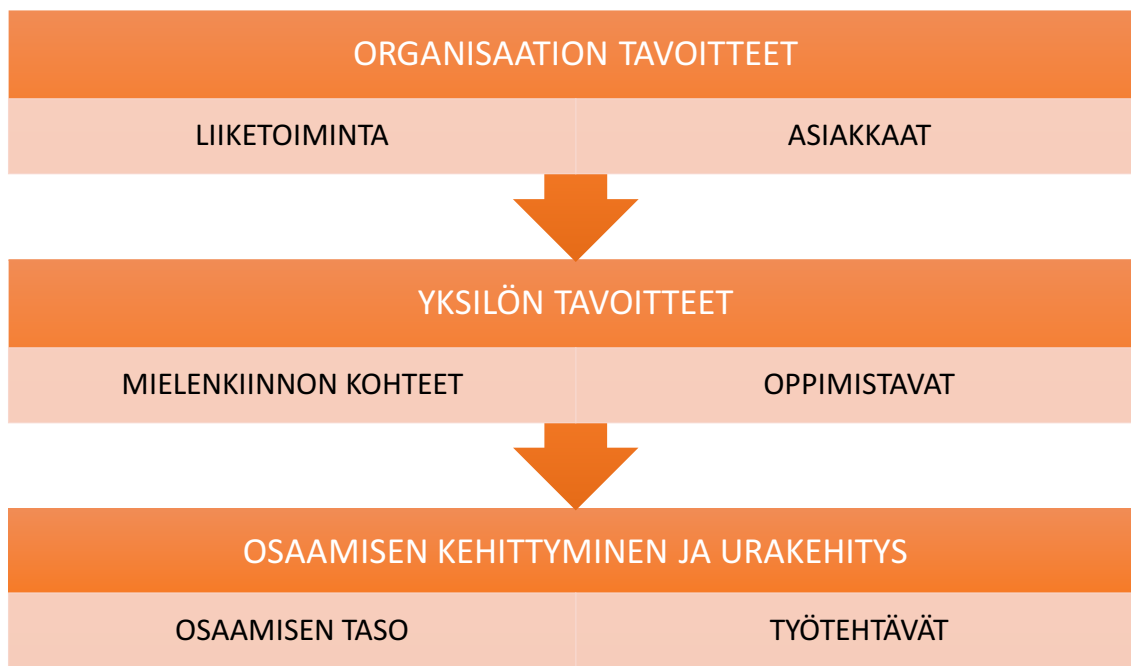 ORGANISAATION TAVOITTEET
LIIKETOIMINTA
ASIAKKAAT
YKSILÖN TAVOITTEET
MIELENKIINNON KOHTEET
OPPIMISTAVAT
OSAAMISEN KEHITTYMINEN JA URAKEHITYS
OSAAMISEN TASO
TYÖTEHTÄVÄT